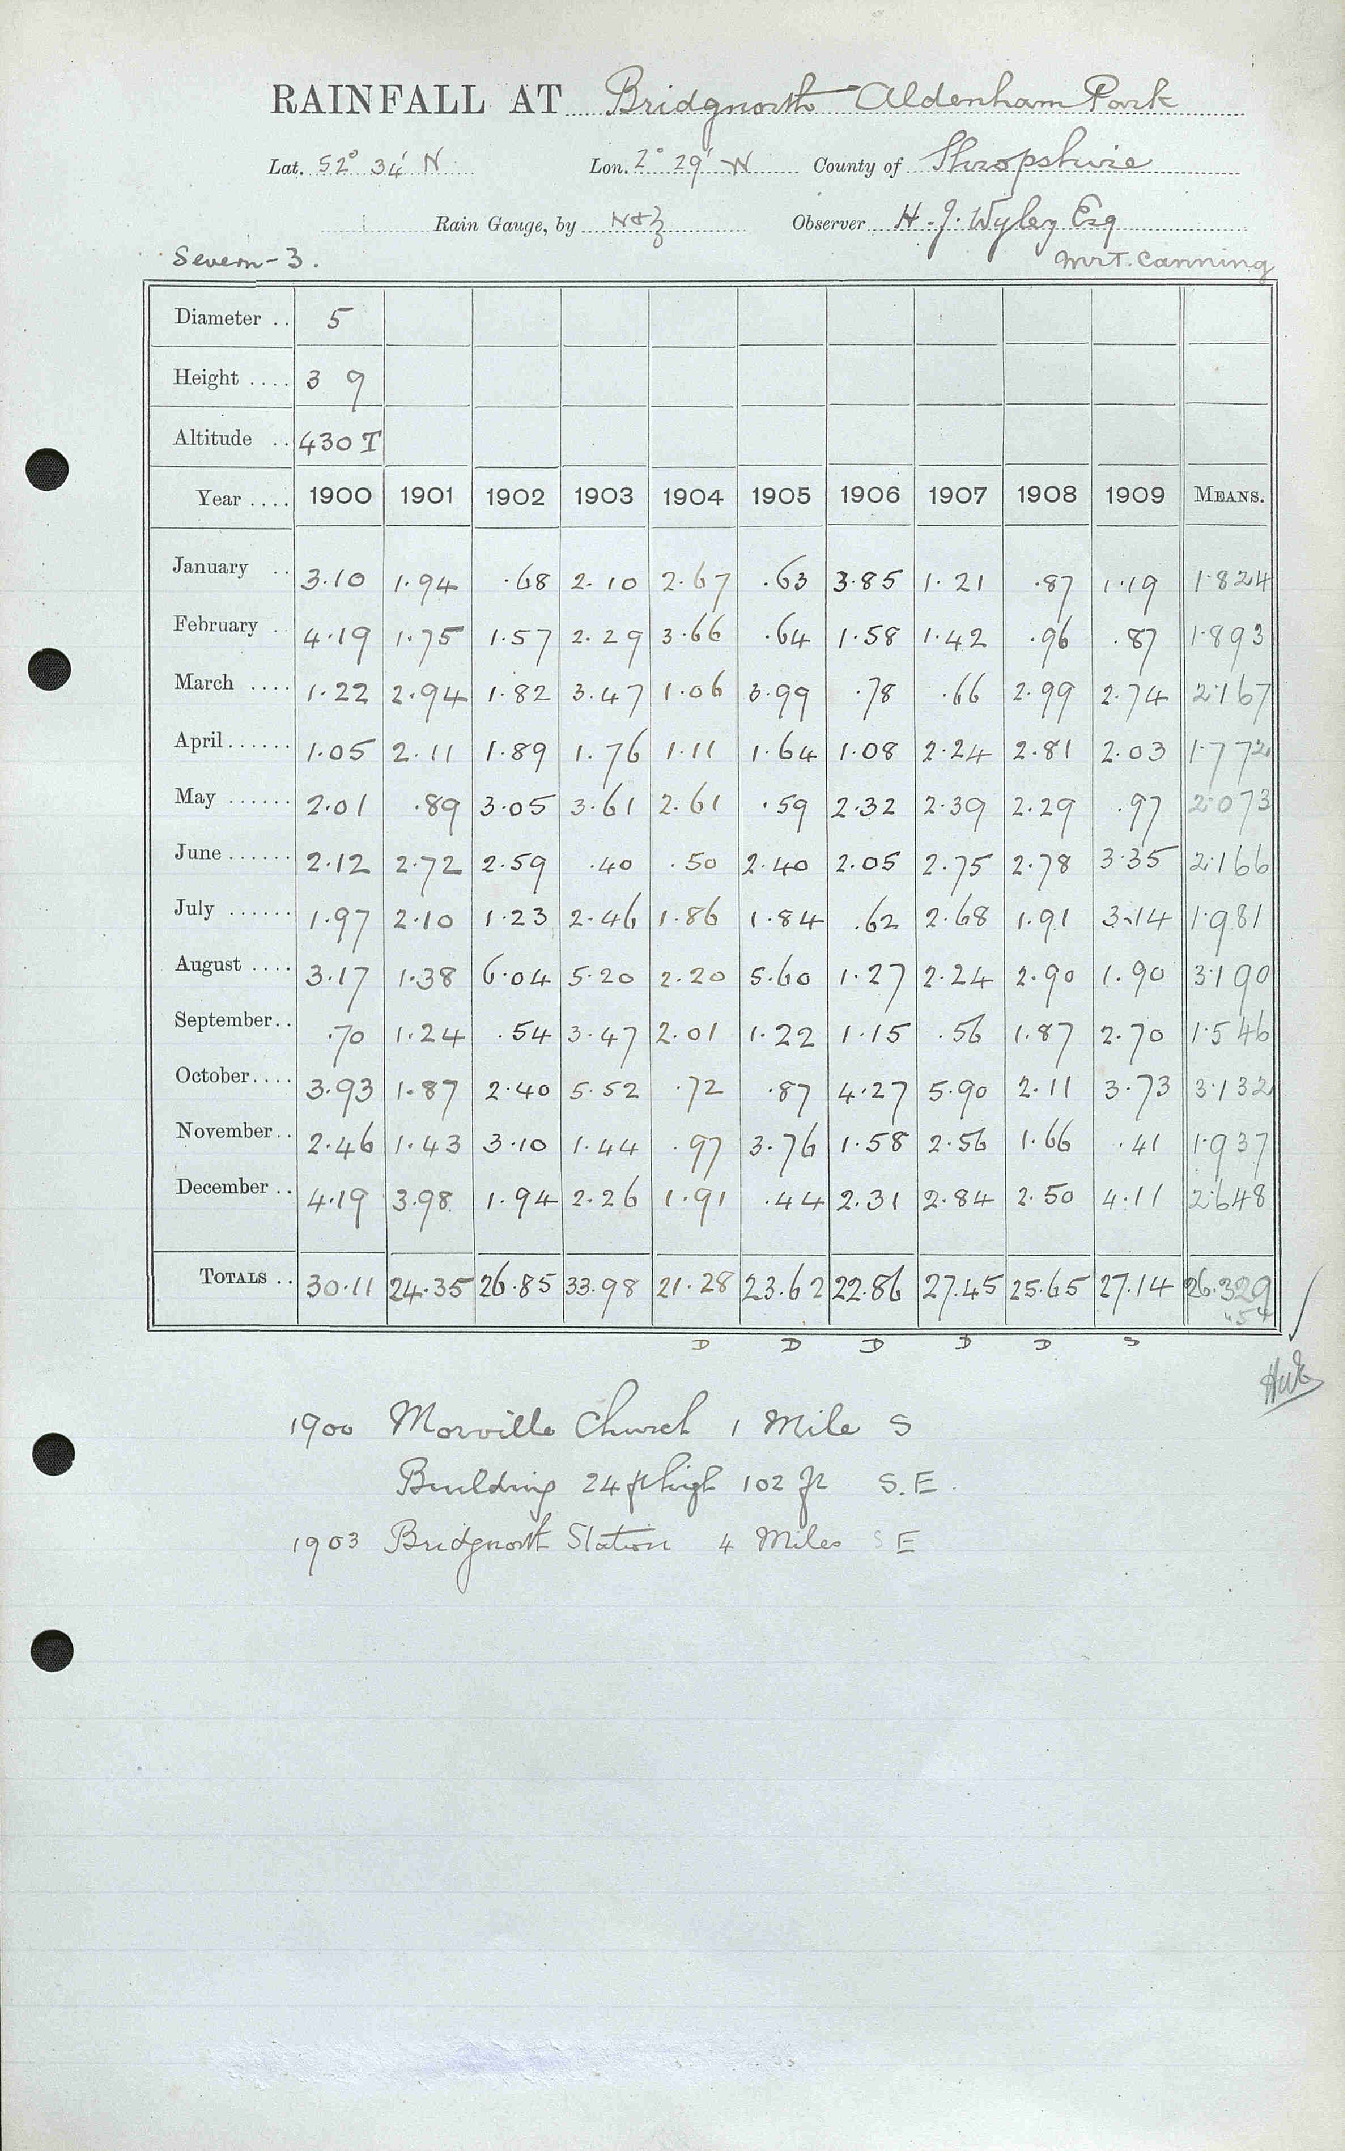 RAINFALL AT Bridgnorth - Aldenham Park
Lat. 52° 34' N Lon. 2° 29' W County of Shropshire
Rain Gauge, by N & Z Observer H. J. Wyley Esq
Severn - 3. Mr T. Canning
Diameter .. 5
Height .... 3 9
Altitude .. 430 T
Year .... 1900 1901 1902 1903 1904 1905 1906 1907 1908 1909 MEANS.
January .. 3.10 1.94 .68 2.10 2.67 .63 3.85 1.21 .87 1.19 1.824
February . 4.19 1.75 1.57 2.29 3.66 .64 1.58 1.42 .96 .87 1.893
March .... 1.22 2.94 1.82 3.47 1.06 3.99 .78 .66 2.99 2.74 2.167
April ...... 1.05 2.11 1.89 1.76 1.11 1.64 1.08 2.24 2.81 2.03 1.772
May ...... 2.01 .89 3.05 3.61 2.61 .59 2.32 2.39 2.29 .97 2.073
June ...... 2.12 2.72 2.59 .40 .50 2.40 2.05 2.75 2.78 3.35 2.166
July ...... 1.97 2.10 1.23 2.46 1.86 1.84 .62 2.68 1.91 3.14 1.981
August .... 3.17 1.38 6.04 5.20 2.20 5.60 1.27 2.24 2.90 1.90 3.190
September.. .70 1.24 .54 3.47 2.01 1.22 1.15 .56 1.87 2.70 1.546
October.... 3.93 1.87 2.40 5.52 .72 .87 4.27 5.90 2.11 3.73 3.132
November.. 2.46 1.43 3.10 1.44 .97 3.76 1.58 2.56 1.66 .41 1.937
December .. 4.19 3.98 1.94 2.26 1.91 .44 2.31 2.84 2.50 4.11 2.648
TOTALS .. 30.11 24.35 26.85 33.98 21.28 23.62 22.86 27.45 25.65 27.14 26.329
D D D D D S
1900 Morville Church 1 Mile S
Building 24 ft high 102 ft S.E.
1903 Bridgnorth Station 4 Miles S E